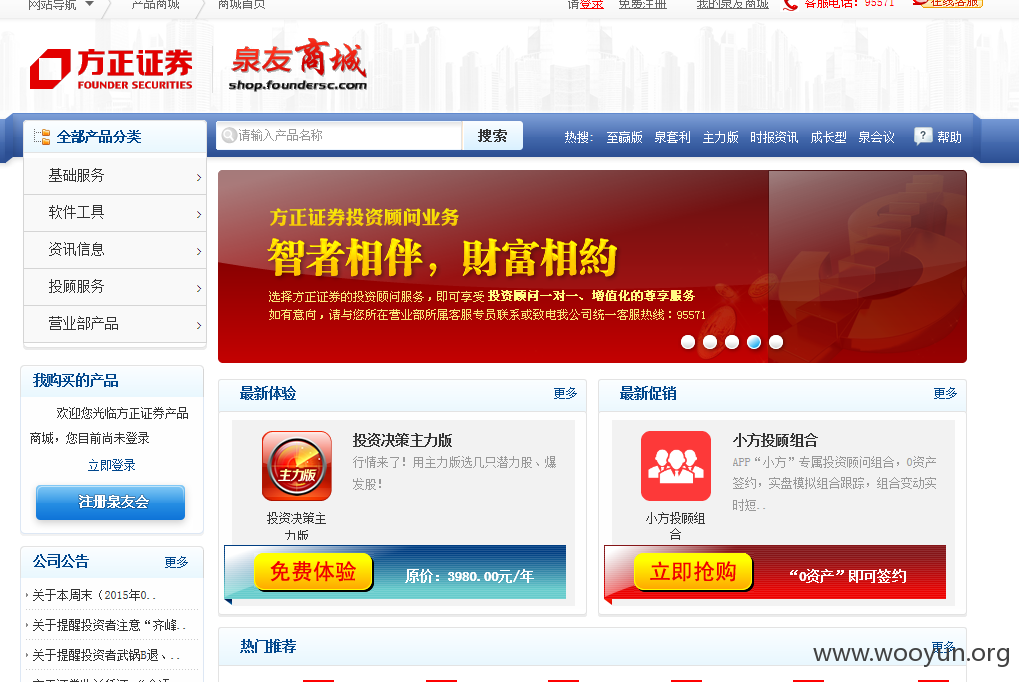 网站导航
产品商城
商城首页
请登录
免费注册
我的泉友商城
客服电话：95571
在线客服
方正证券
FOUNDER SECURITIES
泉友商城
shop.foundersc.com
全部产品分类
请输入产品名称
搜索
热搜： 至赢版 泉套利 主力版 时报资讯 成长型 泉会议
? 帮助
基础服务
软件工具
资讯信息
投顾服务
营业部产品
方正证券投资顾问业务
智者相伴，財富相約
选择方正证券的投资顾问服务，即可享受 投资顾问一对一、增值化的尊享服务
如有意向，请与您所在营业部所属客服专员联系或致电我公司统一客服热线：95571
我购买的产品
欢迎您光临方正证券产品
商城，您目前尚未登录
立即登录
注册泉友会
公司公告 更多
关于本周末（2015年0..
关于提醒投资者注意“齐峰..
关于提醒投资者武锅B退、..
最新体验 更多
主力版
投资决策主
力版
投资决策主力版
行情来了！用主力版选几只潜力股、爆
发股！
免费体验
原价：3980.00元/年
最新促销 更多
小方投顾组
合
小方投顾组合
APP“小方”专属投资顾问组合，0资产
签约，实盘模拟组合跟踪，组合变动实
时短..
立即抢购
“0资产”即可签约
热门推荐 更多
www.wooyun.org